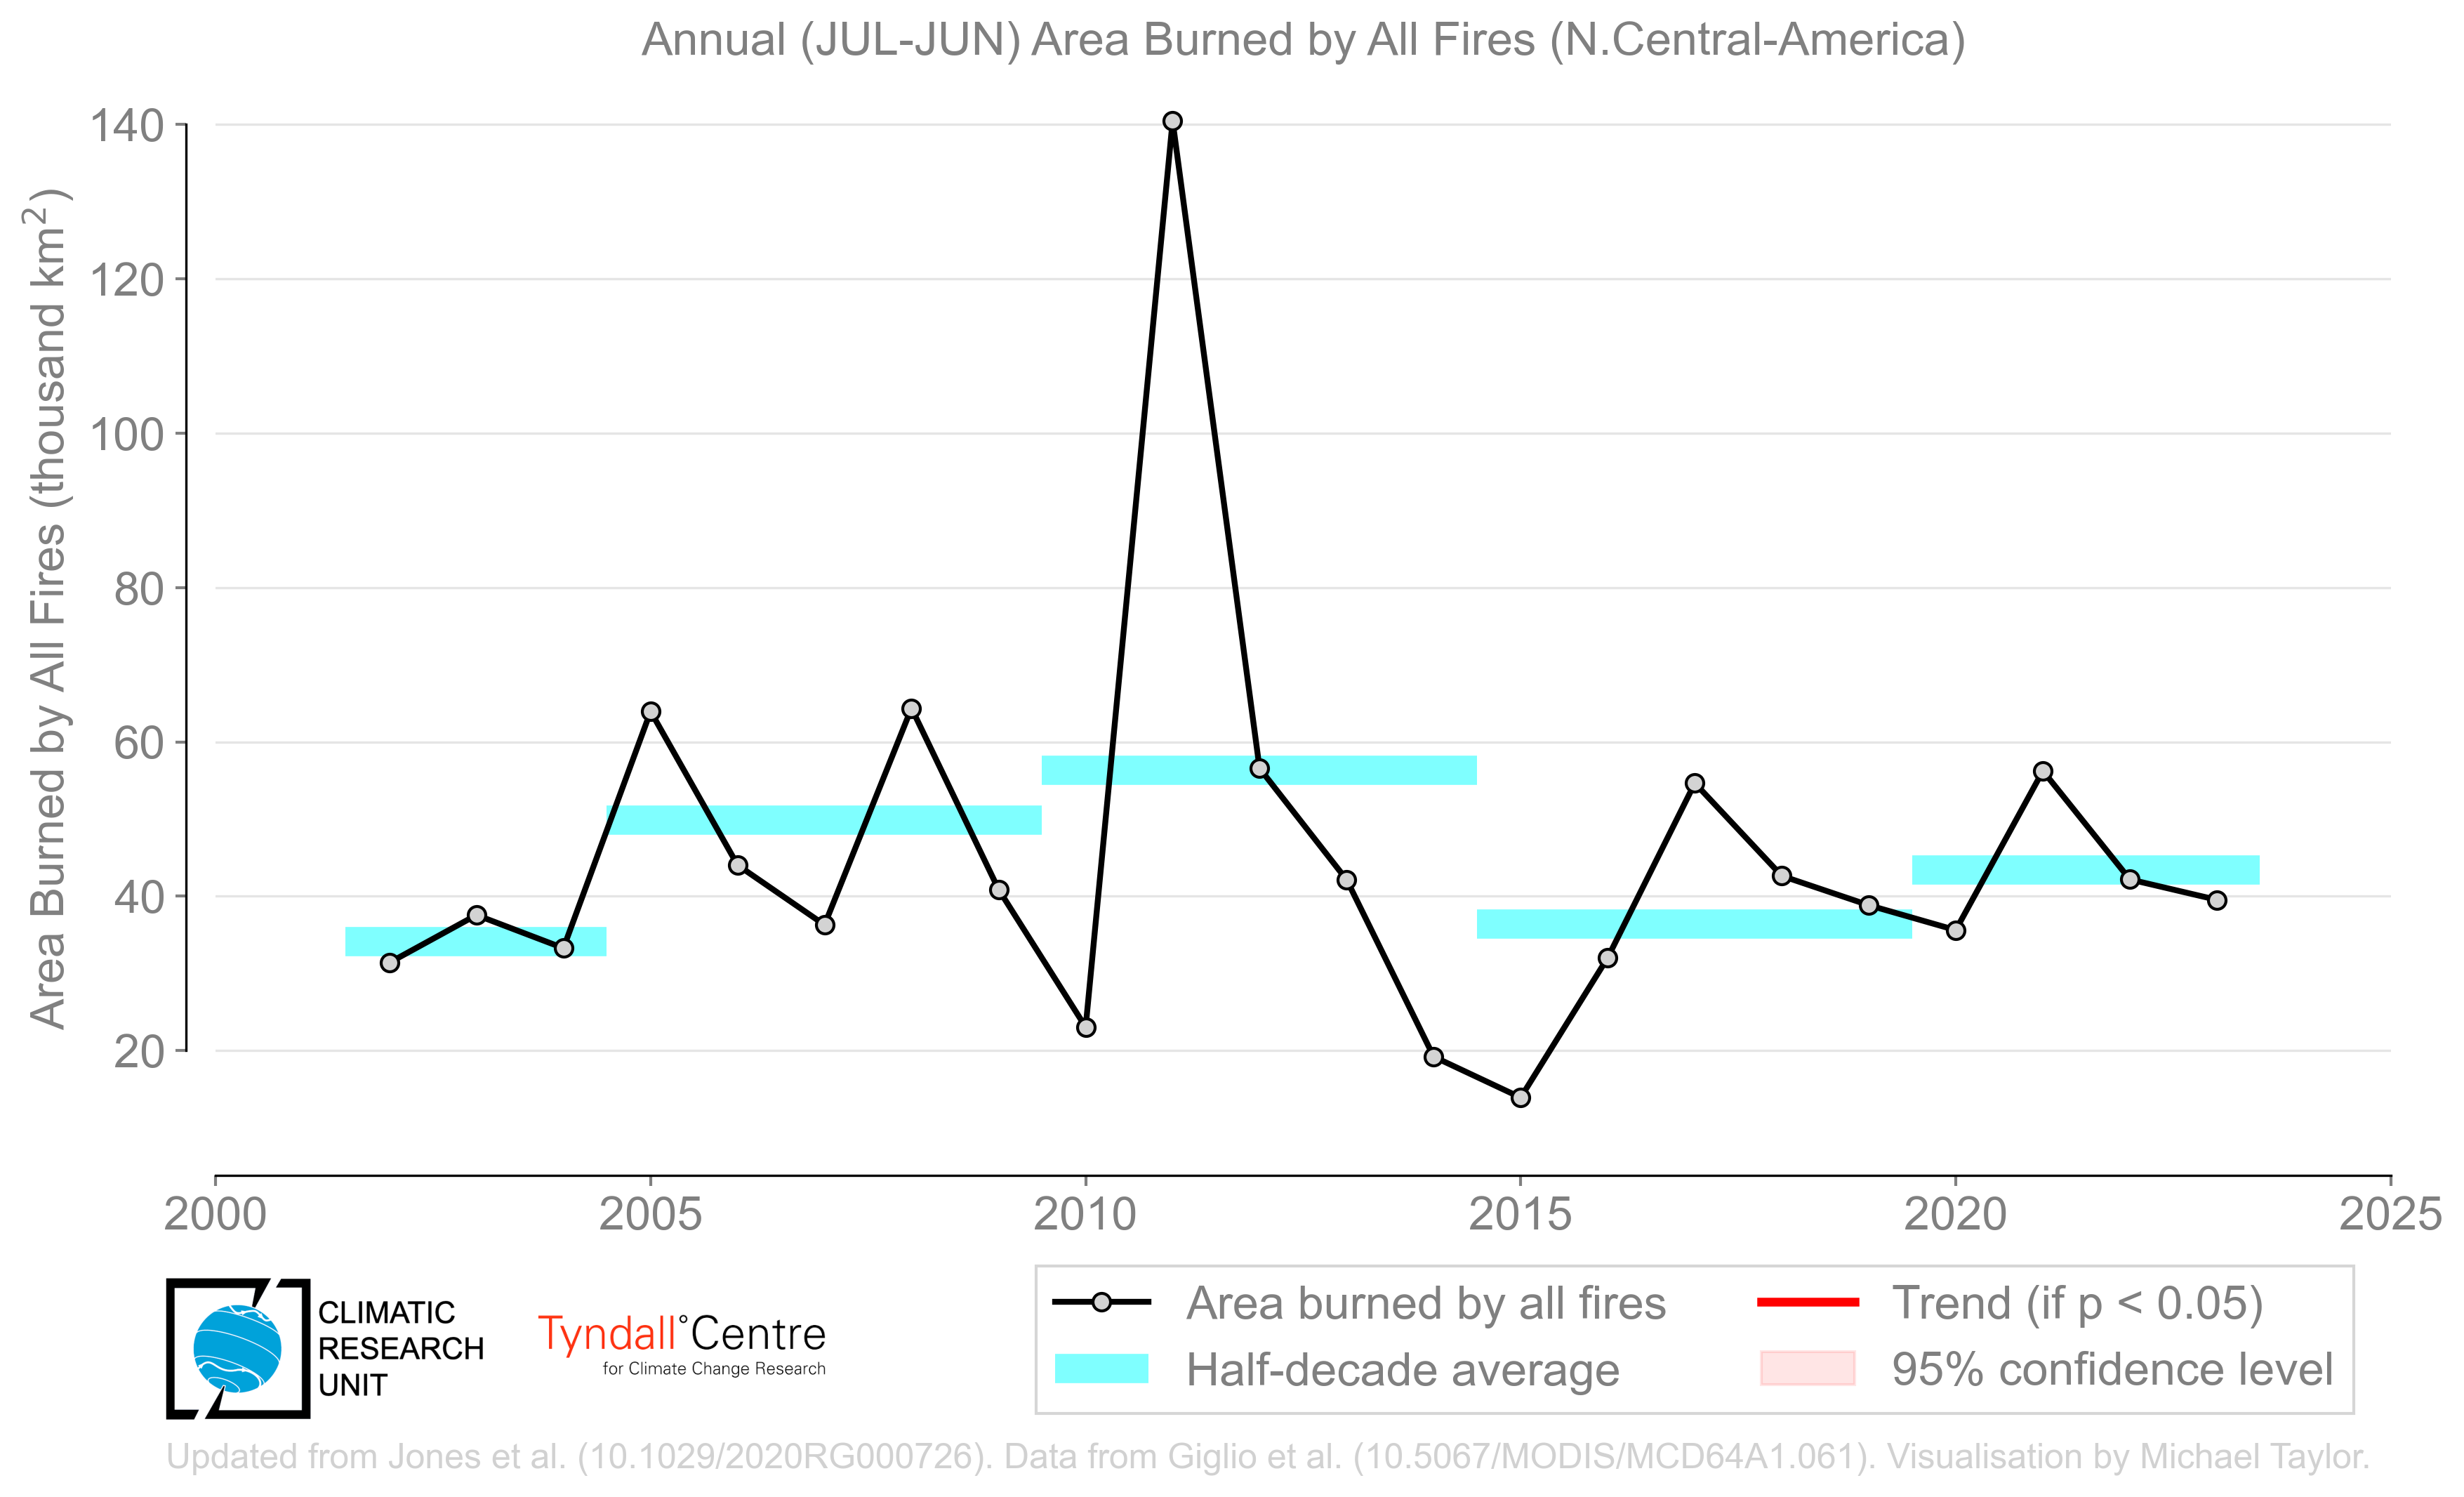 Annual (JUL-JUN) Area Burned by All Fires (N.Central-America)
Area Burned by All Fires (thousand km²)
140
120
100
80
60
40
20
2000
2005
2010
2015
2020
2025
CLIMATIC
RESEARCH
UNIT
Tyndall°Centre
for Climate Change Research
Area burned by all fires
Half-decade average
Trend (if p < 0.05)
95% confidence level
Updated from Jones et al. (10.1029/2020RG000726). Data from Giglio et al. (10.5067/MODIS/MCD64A1.061). Visualisation by Michael Taylor.